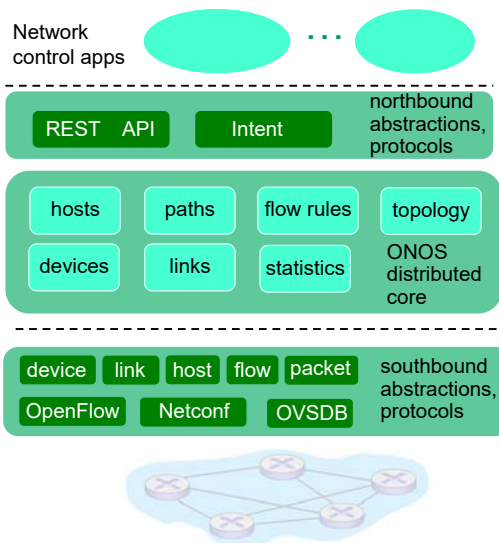 Network
control apps
...
REST API
Intent
northbound
abstractions,
protocols
hosts
paths
flow rules
topology
devices
links
statistics
ONOS
distributed
core
device
link
host
flow
packet
southbound
abstractions,
protocols
OpenFlow
Netconf
OVSDB